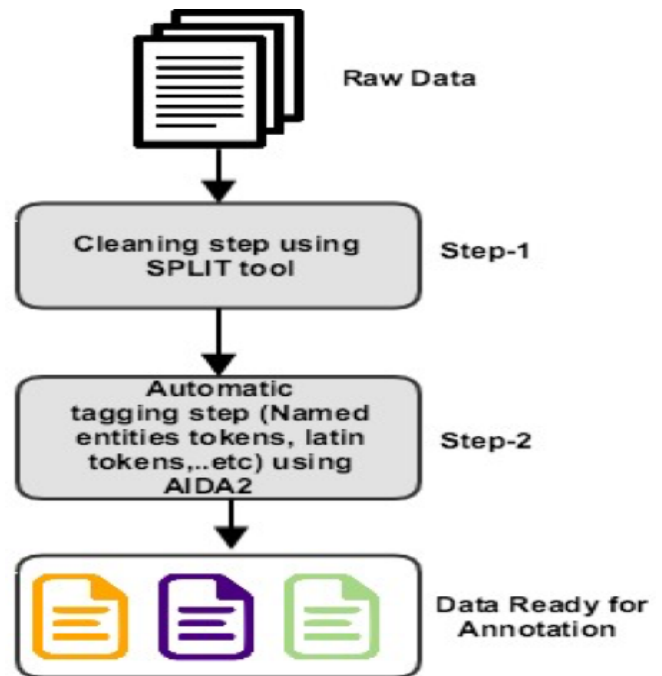 Raw Data
Cleaning step using
SPLIT tool
Step-1
Automatic
tagging step (Named
entities tokens, latin
tokens,..etc) using
AIDA2
Step-2
Data Ready for
Annotation